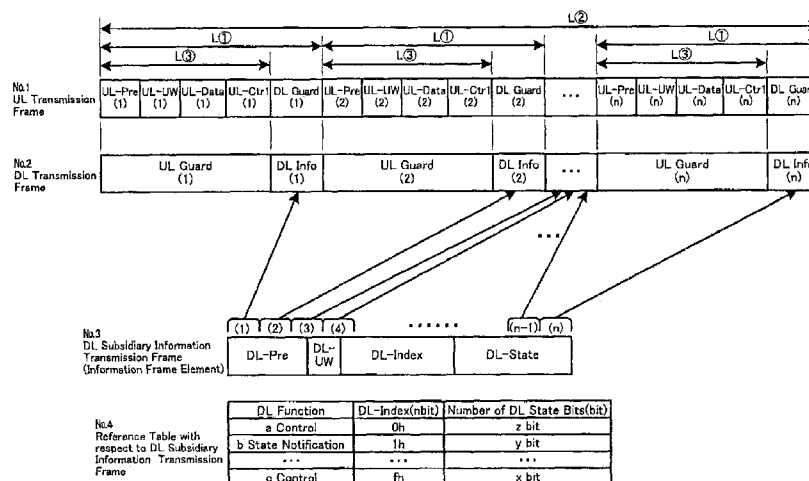 L②
L① L① L①
L③ L③ L③
No.1
UL Transmission
Frame
UL-Pre (1) UL-UW (1) UL-Data (1) UL-Ctrl (1) DL Guard (1) UL-Pre (2) UL-UW (2) UL-Data (2) UL-Ctrl (2) DL Guard (2) ... UL-Pre (n) UL-UW (n) UL-Data (n) UL-Ctrl (n) DL Guar (n)
No.2
DL Transmission
Frame
UL Guard (1) DL Info (1) UL Guard (2) DL Info (2) ... UL Guard (n) DL Info (n)
...
No.3
DL Subsidiary Information
Transmission Frame
(Information Frame Element)
(1) (2) (3) (4) ...... (n-1) (n)
DL-Pre DL-UW DL-Index DL-State
No.4
Reference Table with
respect to DL Subsidiary
Information Transmission
Frame
DL Function DL-Index(nbit) Number of DL State Bits(bit)
a Control 0h z bit
b State Notification 1h y bit
... ... ...
c Control fh x bit